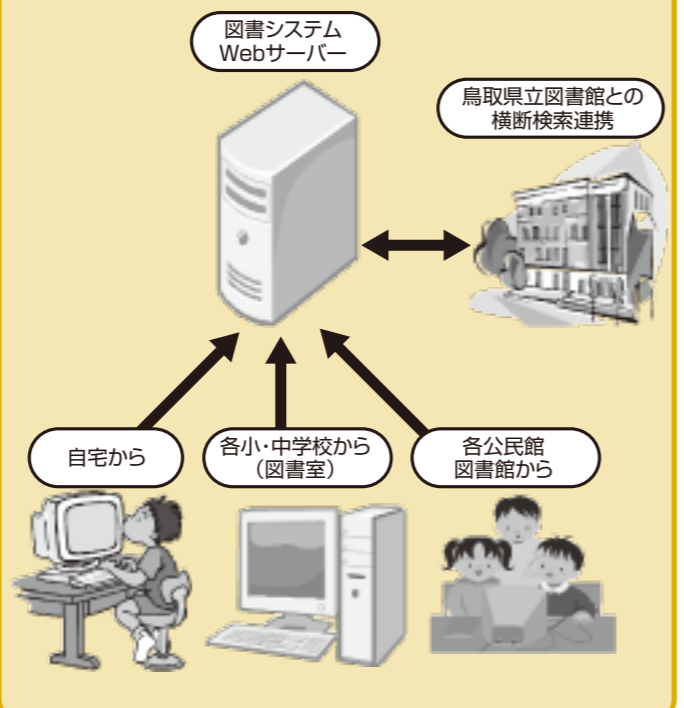 図書システム
Webサーバー
鳥取県立図書館との
横断検索連携
自宅から
各小・中学校から
（図書室）
各公民館
図書館から